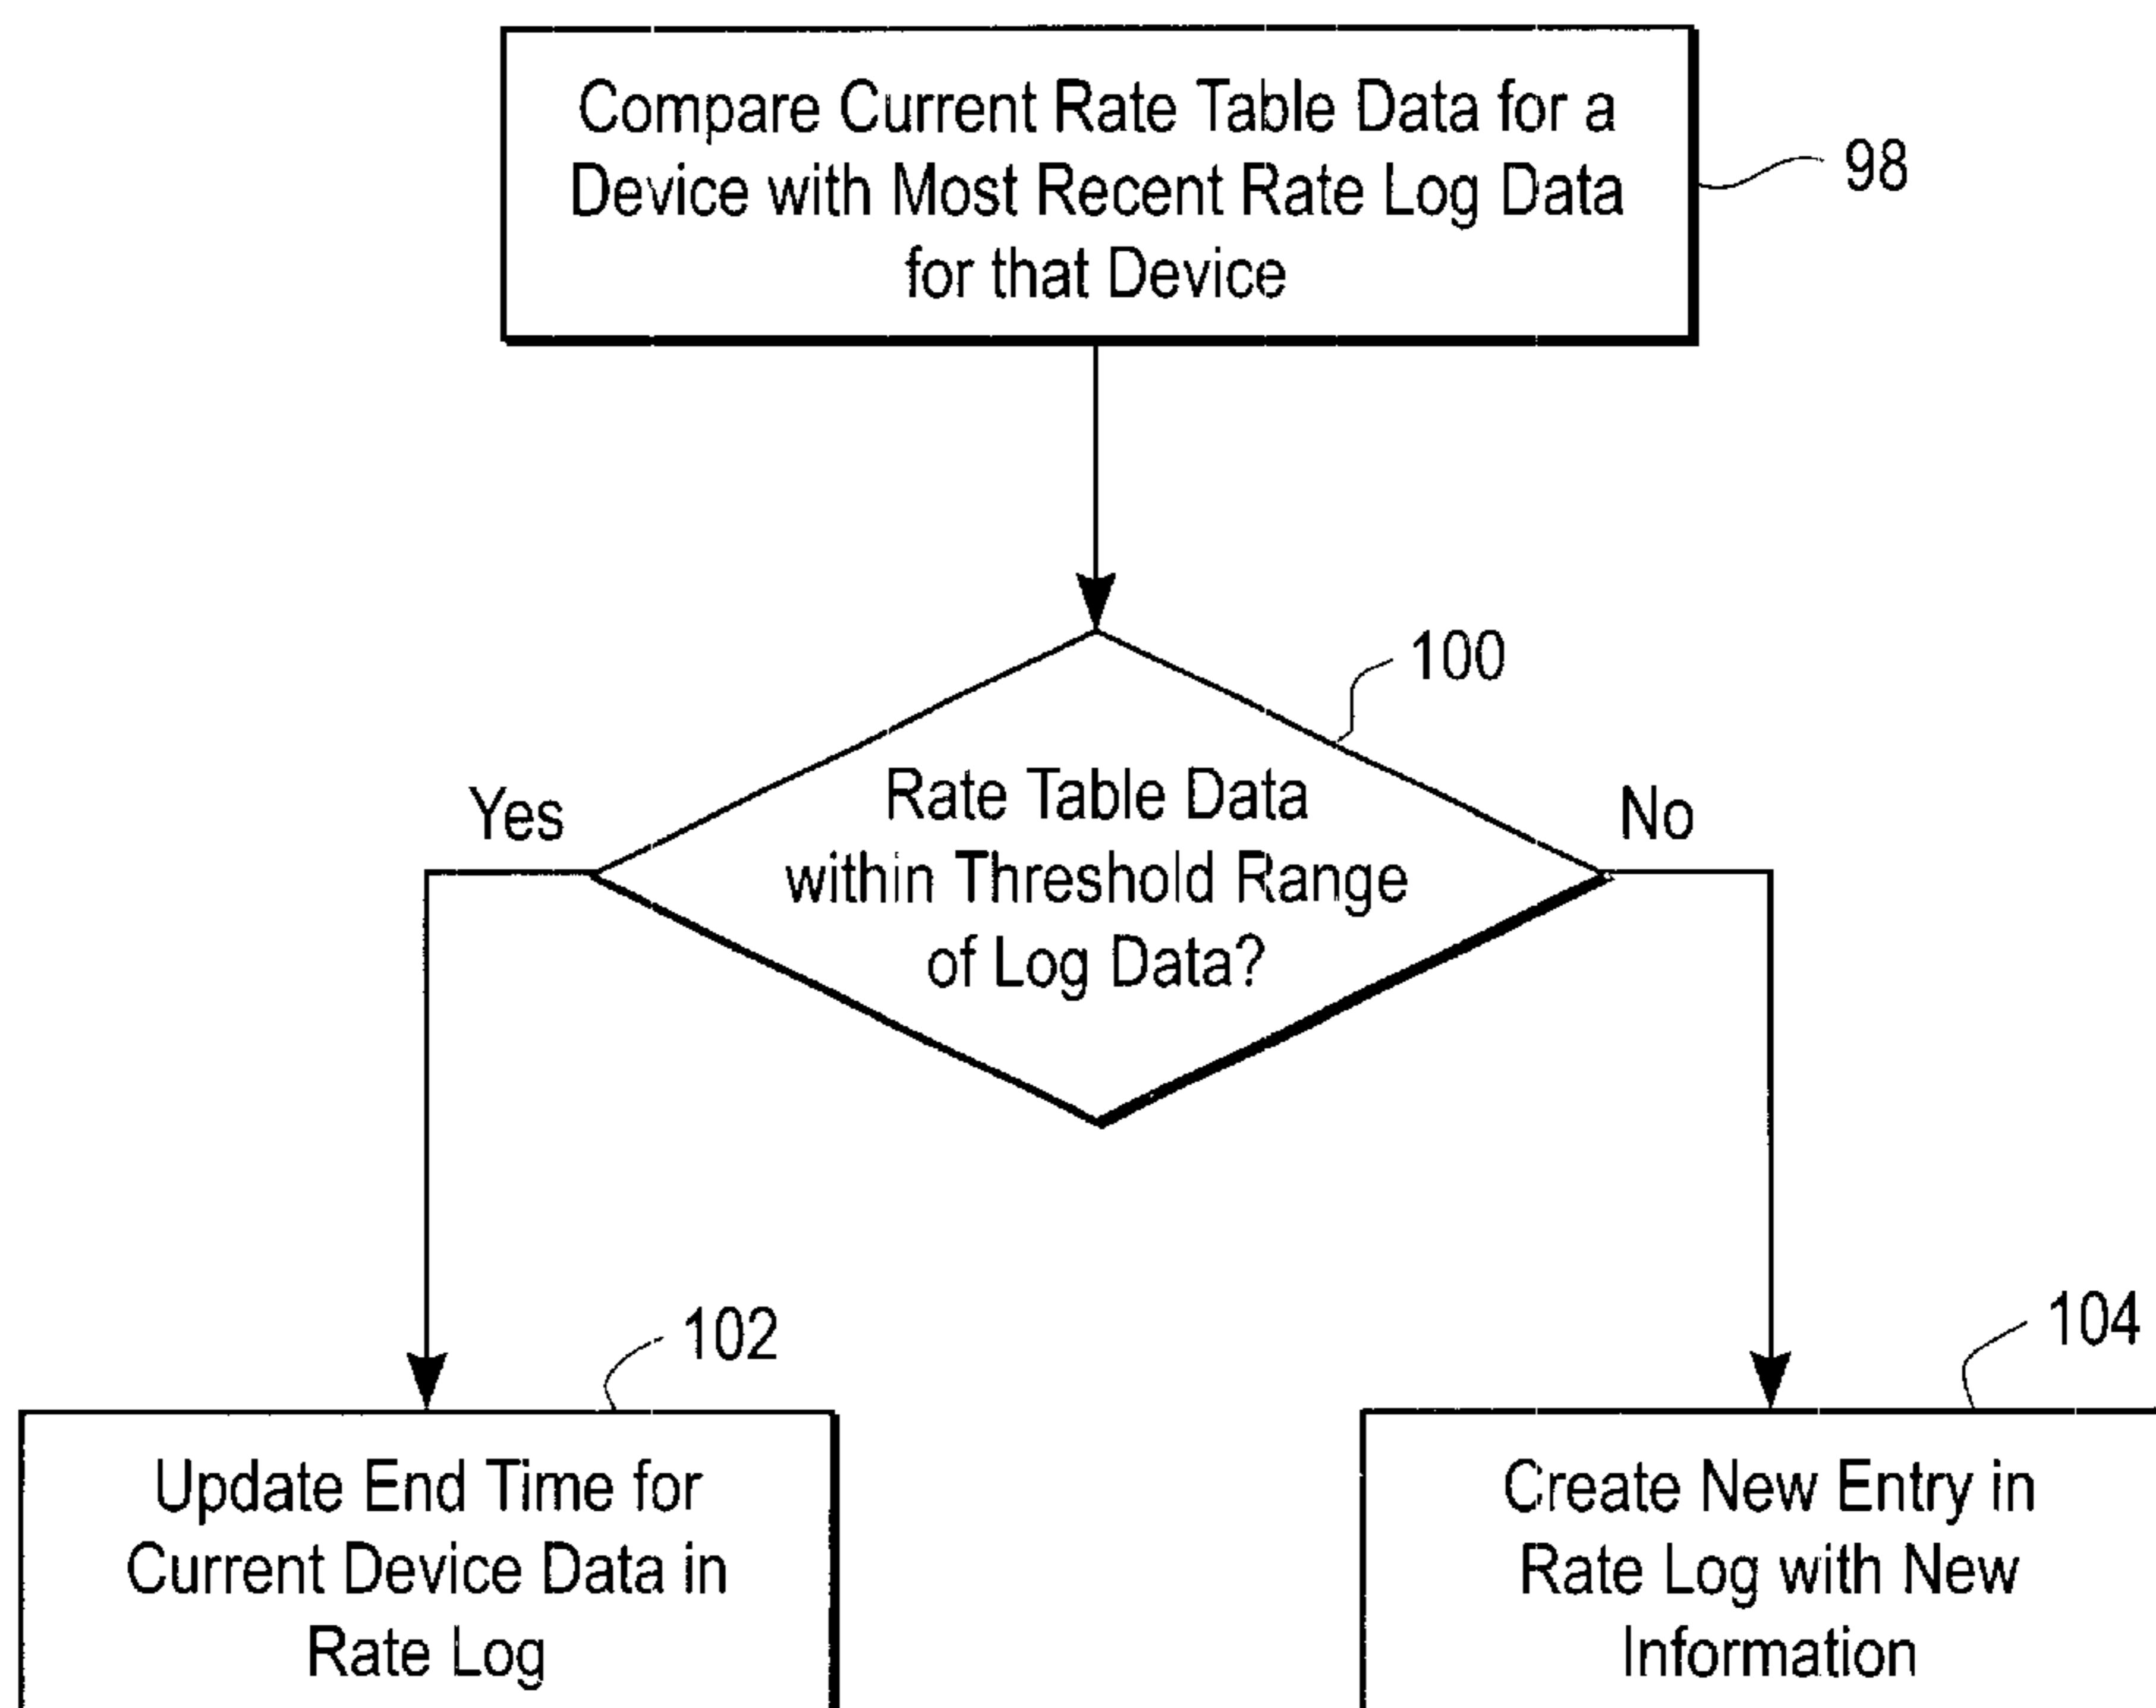 Compare Current Rate Table Data for a
Device with Most Recent Rate Log Data
for that Device
98
100
Rate Table Data
within Threshold Range
of Log Data?
Yes
No
102
Update End Time for
Current Device Data in
Rate Log
104
Create New Entry in
Rate Log with New
Information